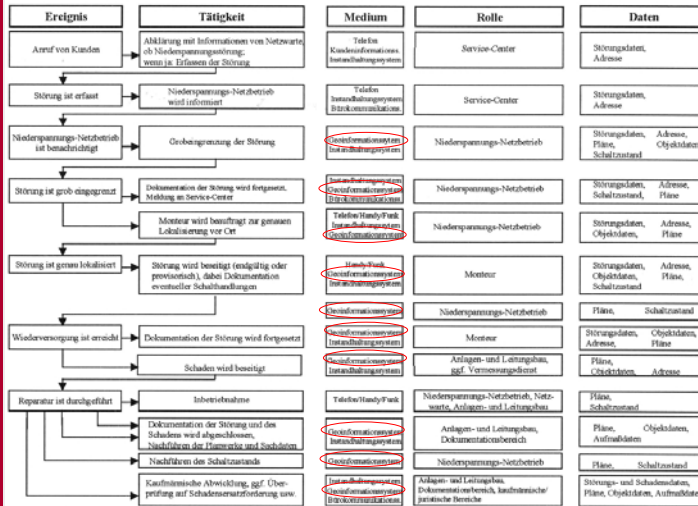 Ereignis Tätigkeit Medium Rolle Daten
Anruf von Kunden
Abklärung mit Informationen von Netzwarte,
ob Niederspannungsstörung;
wenn ja: Erfassen der Störung
Telefon
Kundeninformations.
Instandhaltungssystem
Service-Center
Störungsdaten,
Adresse
Störung ist erfasst
Niederspannungs-Netzbetrieb
wird informiert
Telefon
Instandhaltungssystem
Bürokommunikations.
Service-Center
Störungsdaten,
Adresse
Niederspannungs-Netzbetrieb
ist benachrichtigt
Grobeingrenzung der Störung
Geoinformationssytem
Instandhaltungssystem
Niederspannungs-Netzbetrieb
Störungsdaten, Adresse,
Pläne, Objektdaten
Schaltzustand
Störung ist grob eingegrenzt
Dokumentation der Störung wird fortgesetzt,
Meldung an Service-Center
Instandhaltungssystem
Geoinformationssystem
Bürokommunikations.
Niederspannungs-Netzbetrieb
Störungsdaten, Adresse,
Schaltzustand, Pläne
Monteur wird beauftragt zur genauen
Lokalisierung vor Ort
Telefon/Handy/Funk
Instandhaltungssystem
Geoinformationssystem
Niederspannungs-Netzbetrieb
Störungsdaten, Adresse,
Objektdaten, Pläne
Störung ist genau lokalisiert
Störung wird beseitigt (endgültig oder
provisorisch), dabei Dokumentation
eventueller Schalthandlungen
Handy/Funk
Geoinformationssystem
Instandhaltungssystem
Monteur
Störungsdaten, Adresse,
Objektdaten, Pläne
Schaltzustand
Geoinformationssystem
Niederspannungs-Netzbetrieb
Pläne, Schaltzustand
Wiederversorgung ist erreicht
Dokumentation der Störung wird fortgesetzt
Geoinformationssystem
Instandhaltungssystem
Monteur
Störungsdaten, Objektdaten,
Adresse, Pläne
Schaden wird beseitigt
Geoinformationssystem
Instandhaltungssystem
Anlagen- und Leitungsbau,
ggf. Vermessungsdienst
Pläne,
Objektdaten, Adresse
Reparatur ist durchgeführt
Inbetriebnahme
Telefon/Handy/Funk
Niederspannungs-Netzbetrieb, Netz-
warte, Anlagen- und Leitungsbau
Pläne,
Schaltzustand
Dokumentation der Störung und des
Schadens wird abgeschlossen,
Nachführen der Planwerke und Sachdaten
Geoinformationssystem
Instandhaltungssystem
Anlagen- und Leitungsbau,
Dokumentationsbereich
Pläne, Objektdaten,
Aufmaßdaten
Nachführen des Schaltzustands
Geoinformationssystem
Niederspannungs-Netzbetrieb
Pläne, Schaltzustand
Kaufmännische Abwicklung, ggf. Über-
prüfung auf Schadensersatzforderung usw.
Instandhaltungssystem
Geoinformationssystem
Bürokommunikations.
Anlagen- und Leitungsbau,
Dokumentationsbereich, kaufmännische/
juristische Bereiche
Störungs- und Schadensdaten,
Pläne, Objektdaten, Aufmaßdaten